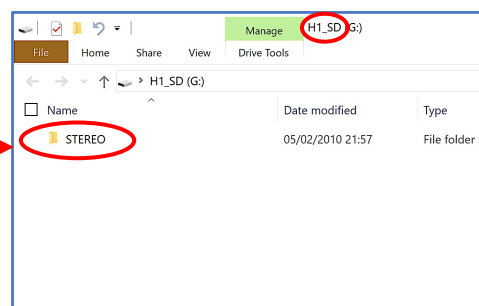 Manage H1_SD (G:)
File Home Share View Drive Tools
H1_SD (G:)
Name Date modified Type
STEREO 05/02/2010 21:57 File folder